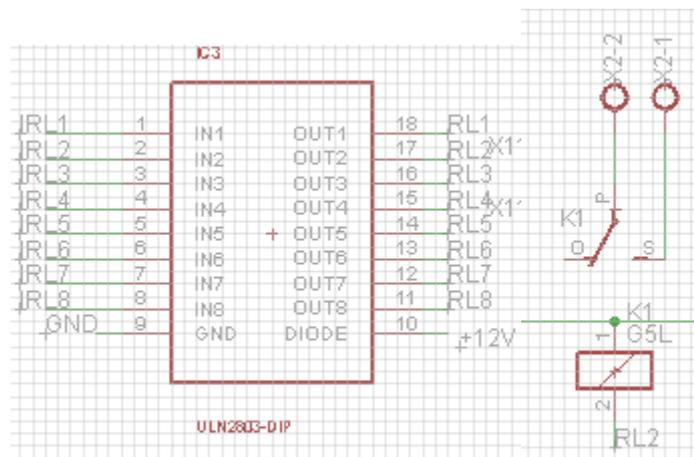 IC3
IRL1 1 IN1 OUT1 18 RL1
IRL2 2 IN2 OUT2 17 RL2 X1
IRL3 3 IN3 OUT3 16 RL3
IRL4 4 IN4 OUT4 15 RL4 X1
IRL5 5 IN5 OUT5 14 RL5
IRL6 6 IN6 OUT6 13 RL6
IRL7 7 IN7 OUT7 12 RL7
IRL8 8 IN8 OUT8 11 RL8
GND 9 GND DIODE 10 +12V
ULN2803-DIP
X2-2 X2-1
P
K1
O S
K1
1 G5L
2
RL2